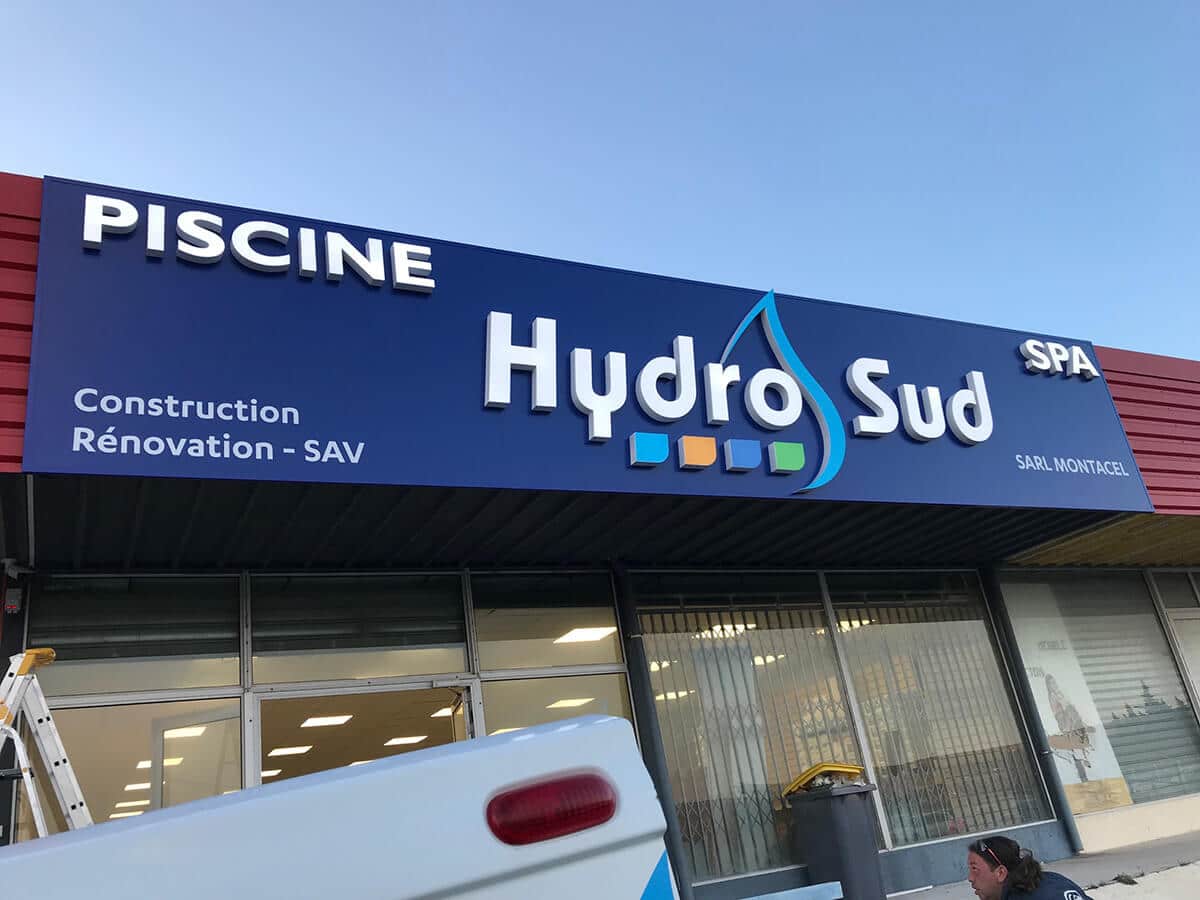 PISCINE
Hydro Sud
SPA
Construction
Rénovation - SAV
SARL MONTACEL